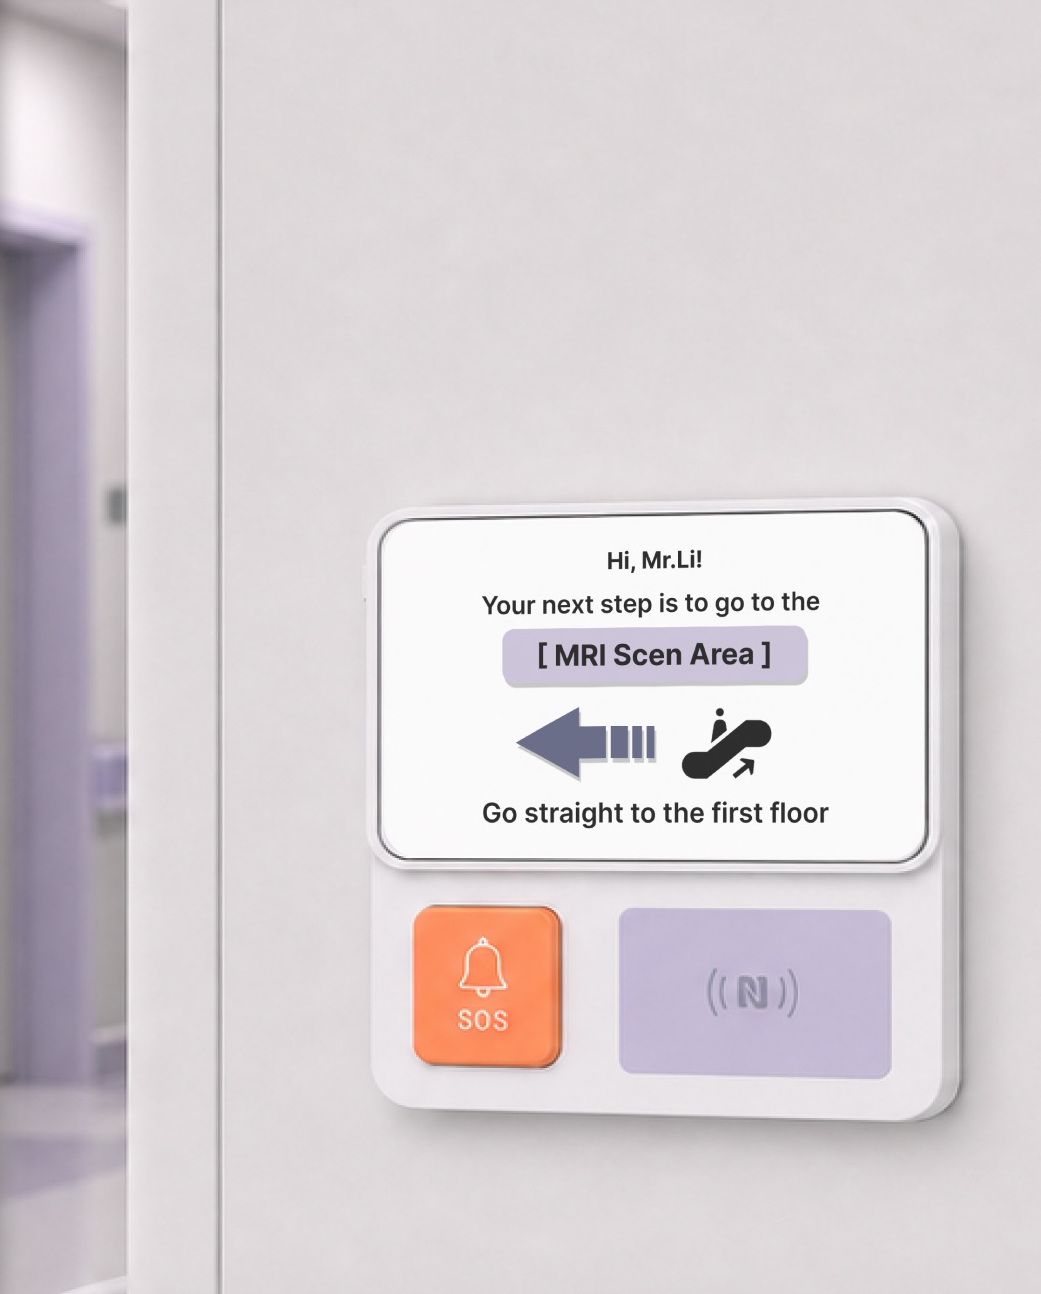 Hi, Mr.Li!
Your next step is to go to the
[ MRI Scen Area ]
Go straight to the first floor
SOS